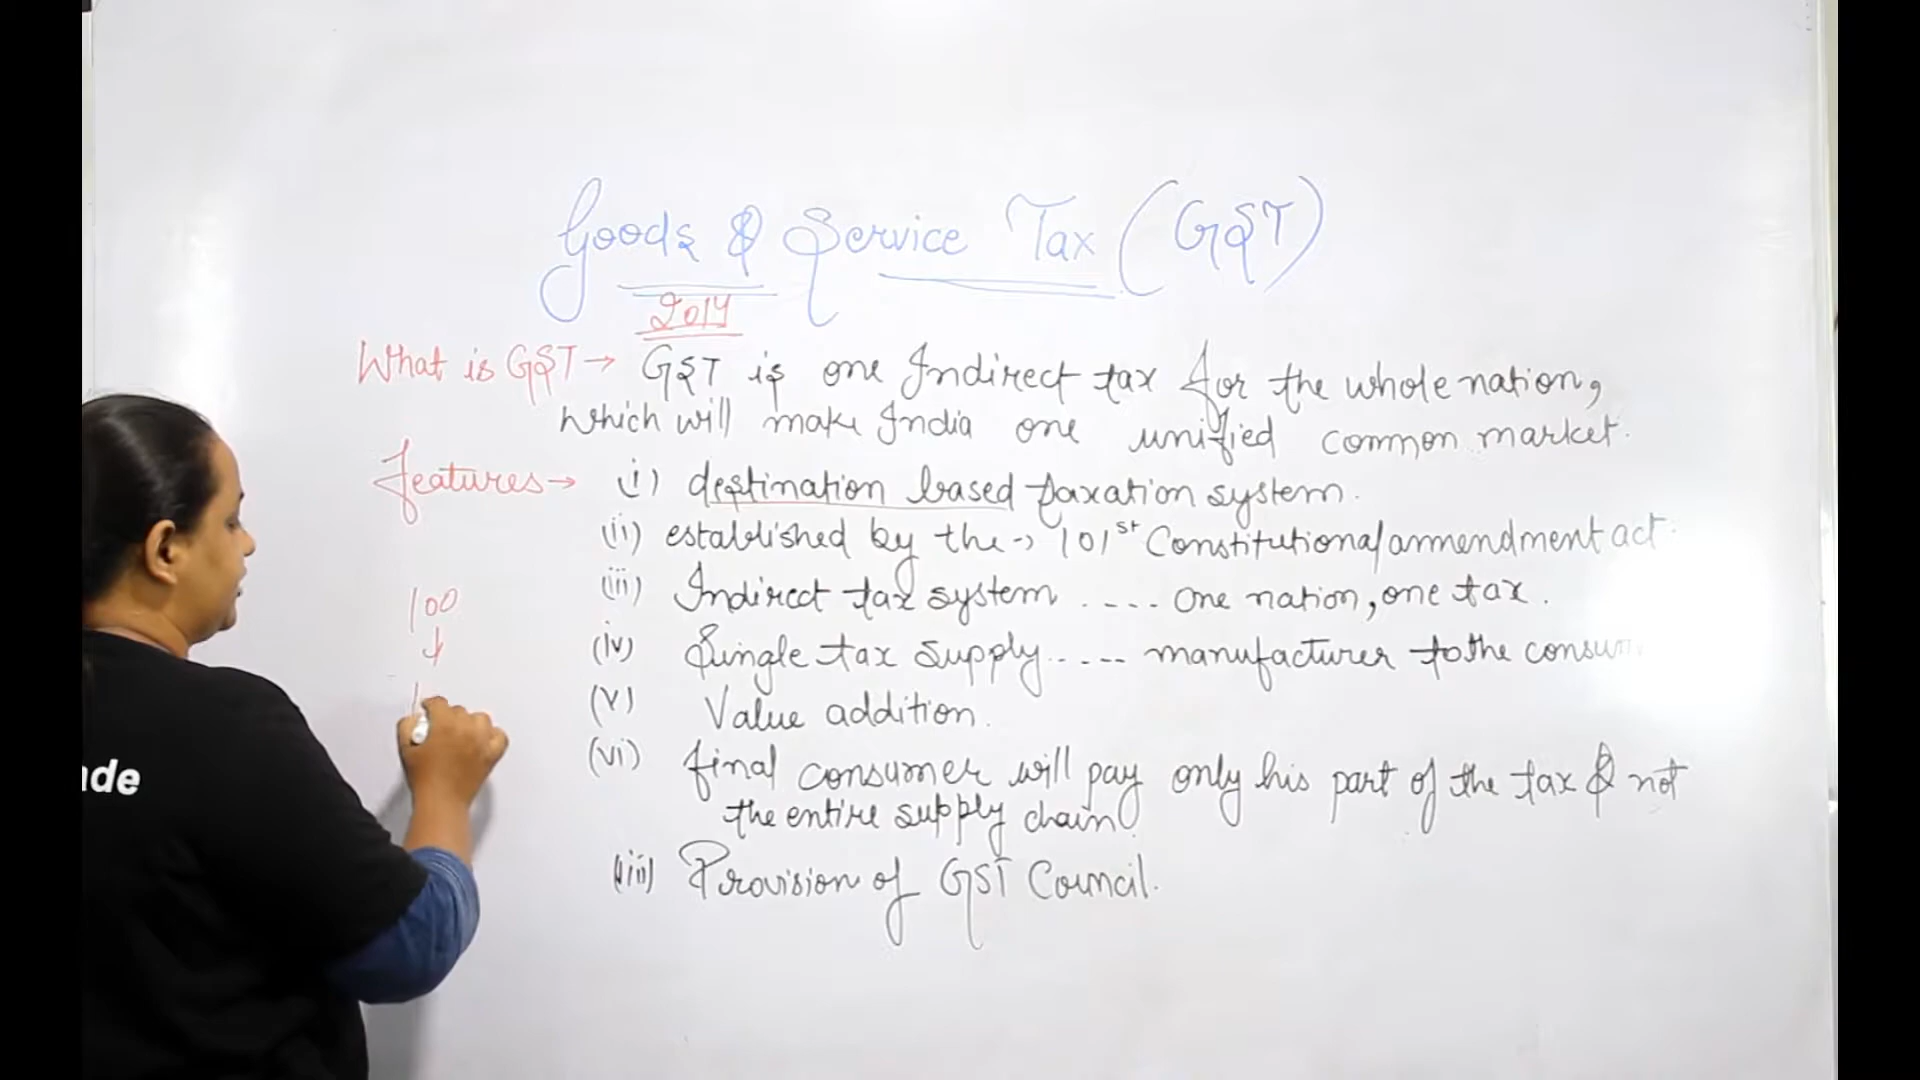 Goods & Service Tax (GST)
2017
What is GST → GST is one Indirect tax for the whole nation,
which will make India one unified common market.
Features → (i) destination based taxation system.
(ii) established by the → 101st Constitutional ammendment act.
(iii) Indirect tax system .... one nation, one tax.
100
↓
(iv) Single tax supply..... manufacturer to the consum
(v) Value addition.
(vi) final consumer will pay only his part of the tax & not
the entire supply chain.
(iii) Provision of GST Council.
ade